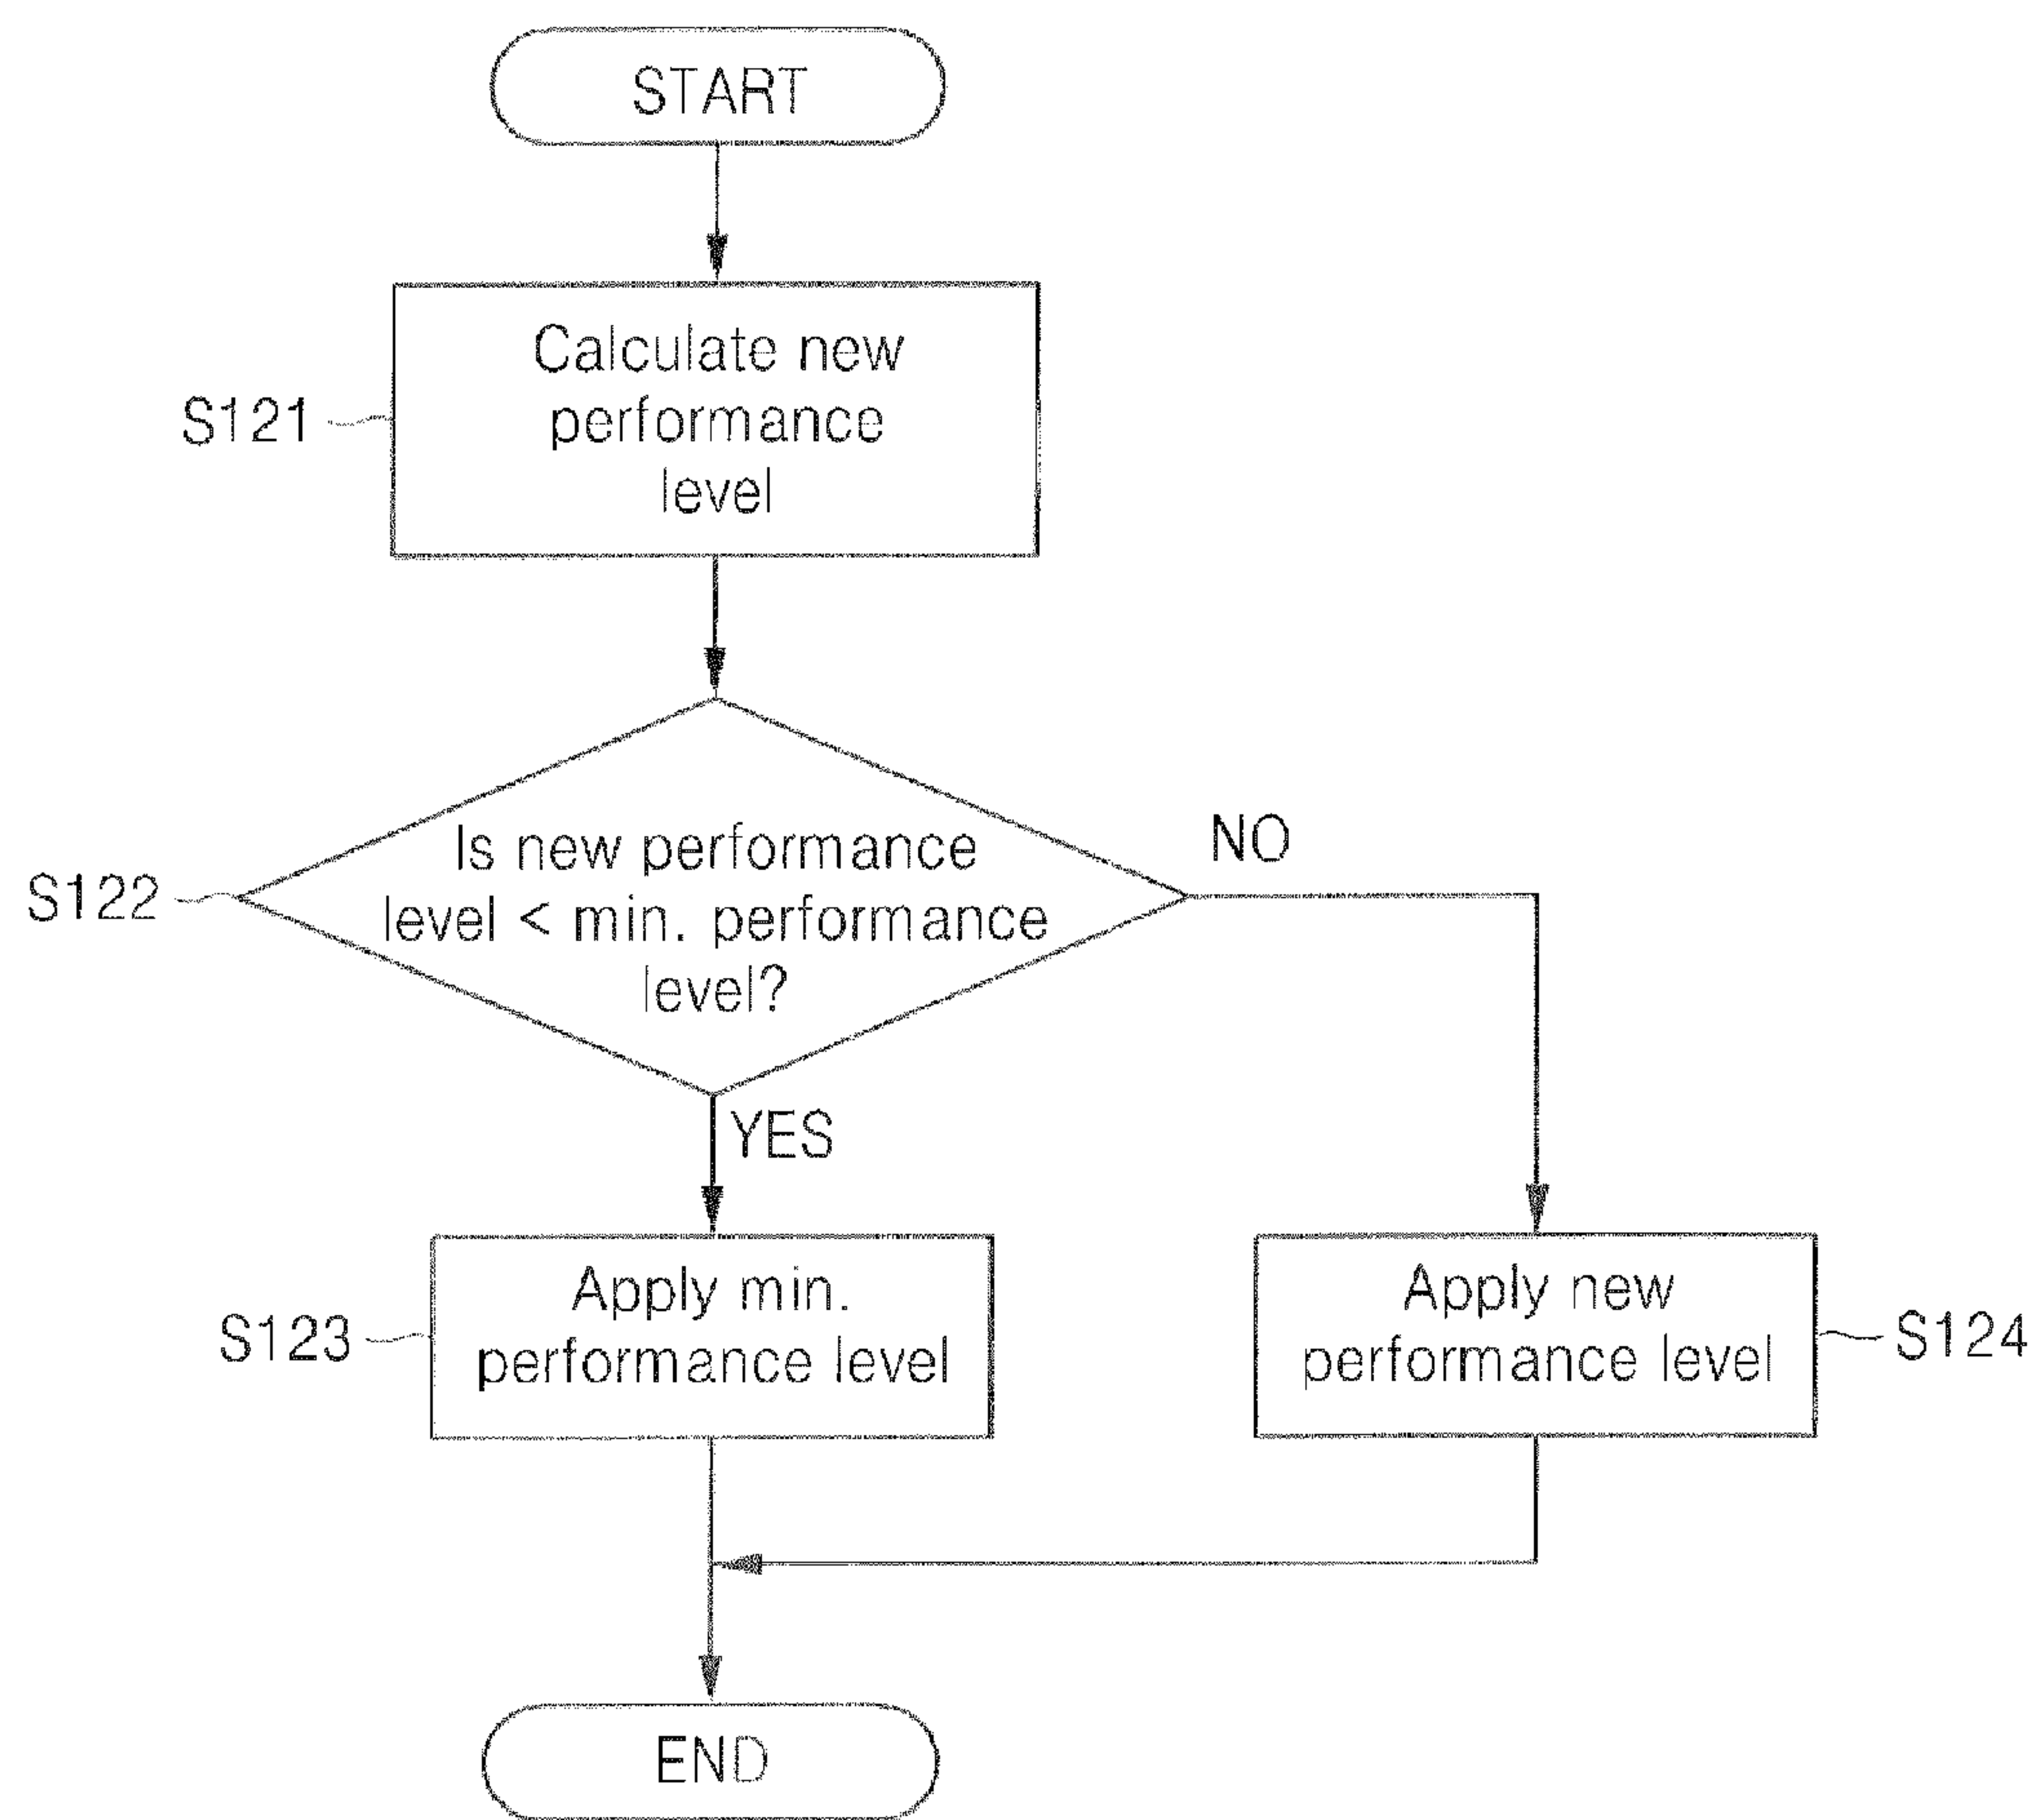 START
Calculate new
performance
level
S121
Is new performance
level < min. performance
level?
S122
NO
YES
Apply min.
performance level
S123
Apply new
performance level
S124
END